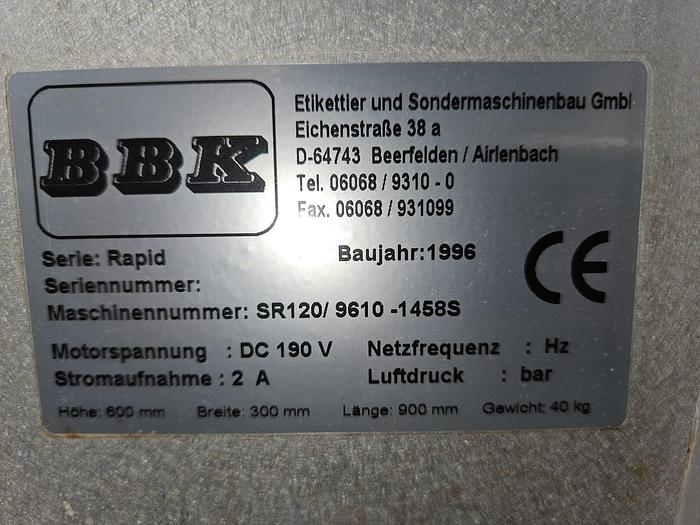 BBK
Etikettier und Sondermaschinenbau GmbH
Eichenstraße 38 a
D-64743 Beerfelden / Airlenbach
Tel. 06068 / 9310 - 0
Fax. 06068 / 931099
Serie: Rapid
Baujahr:1996
CE
Seriennummer:
Maschinennummer: SR120/ 9610 -1458S
Motorspannung : DC 190 V Netzfrequenz : Hz
Stromaufnahme : 2 A Luftdruck : bar
Höhe: 600 mm Breite: 300 mm Länge: 900 mm Gewicht: 40 kg